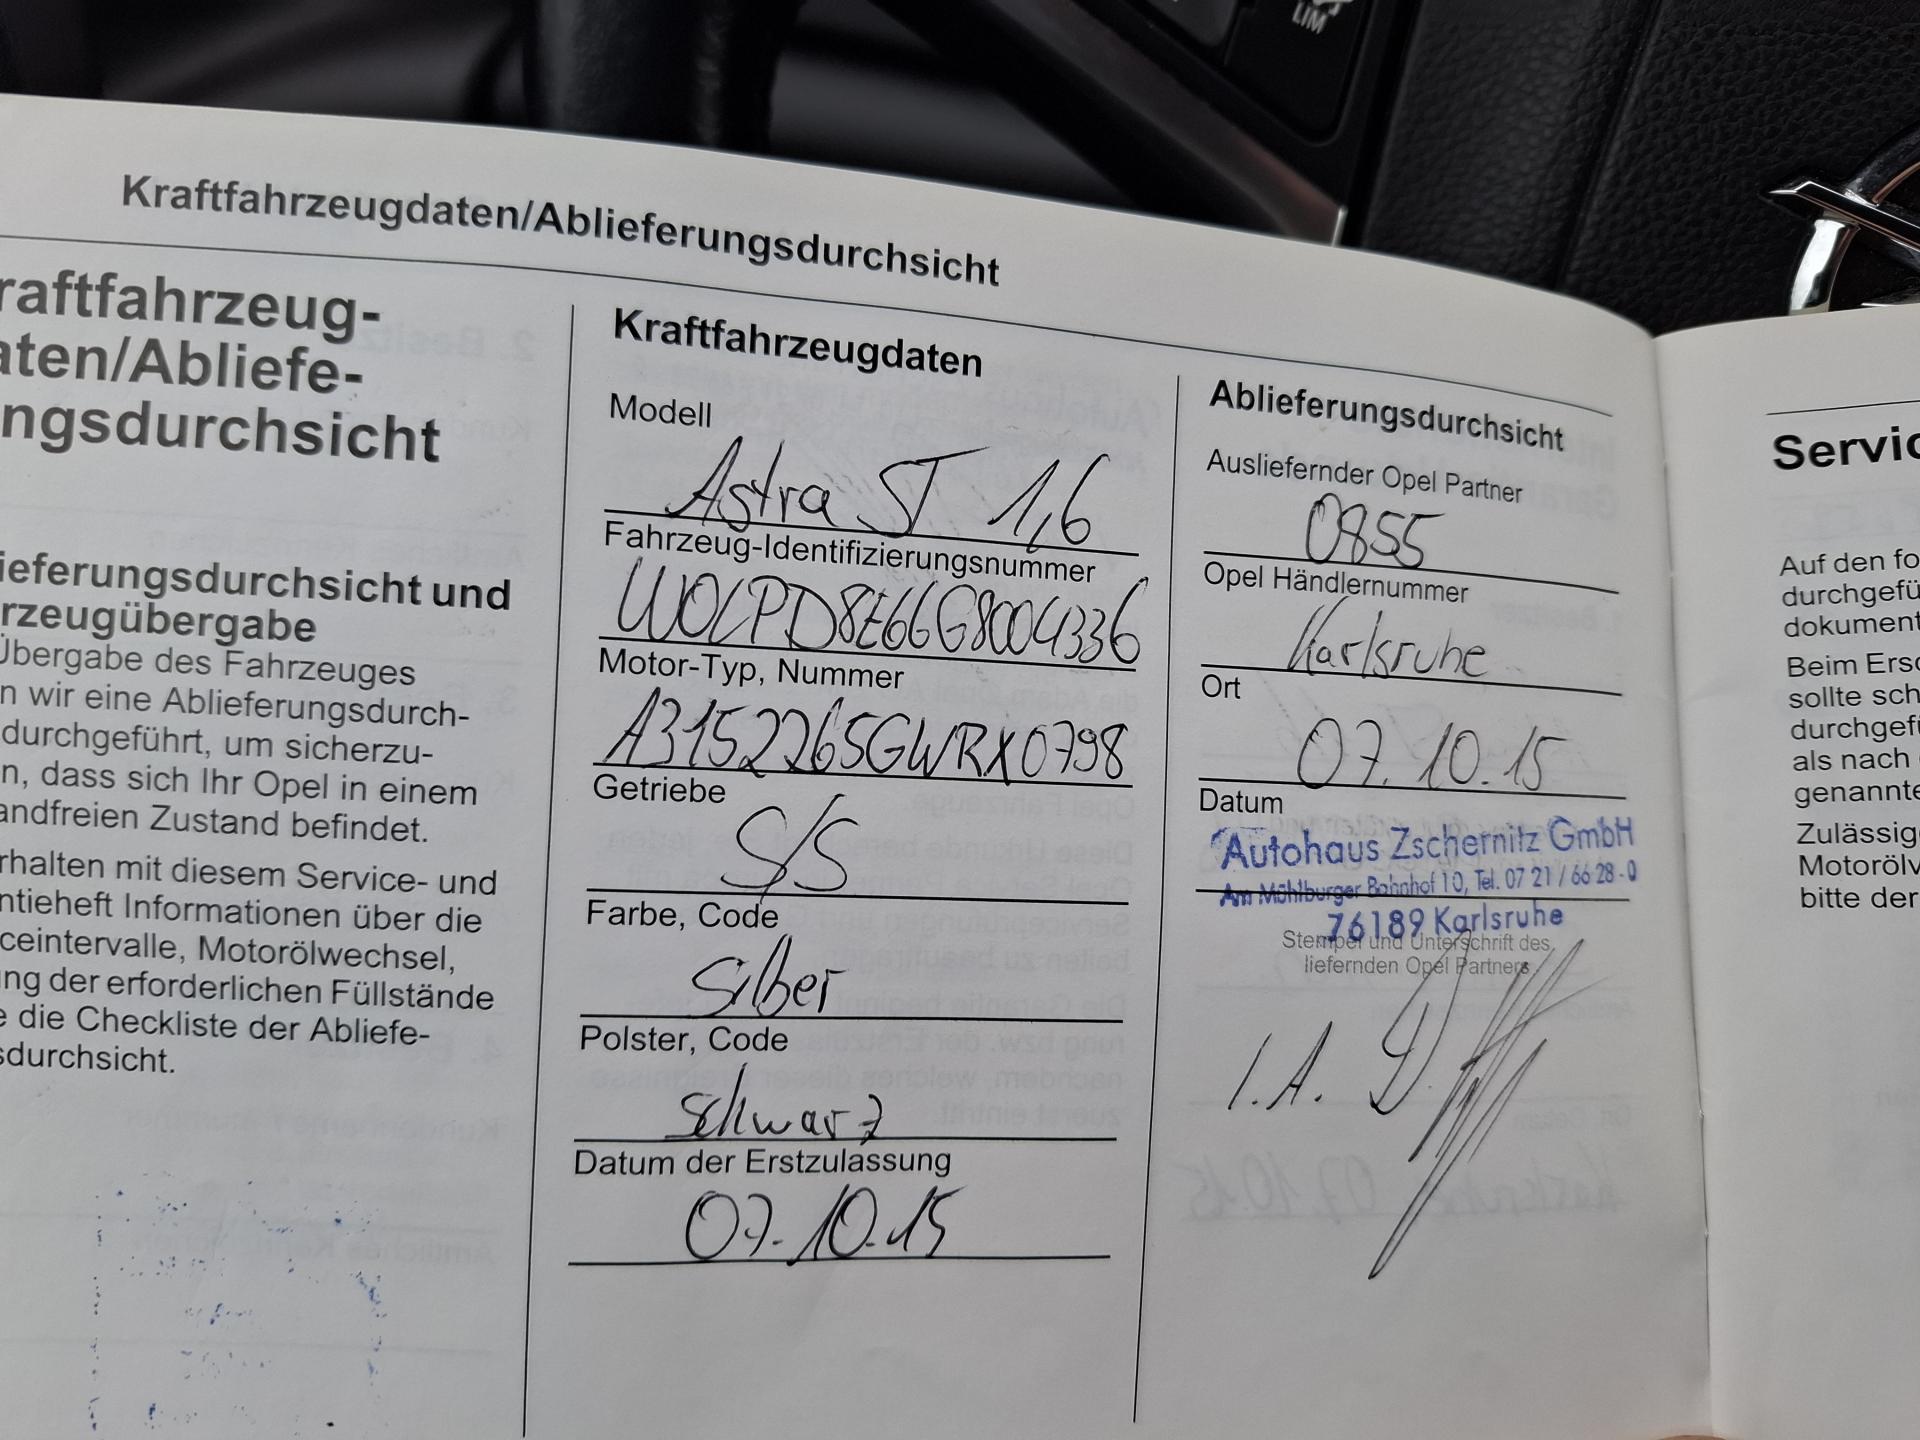 LIM
Kraftfahrzeugdaten/Ablieferungsdurchsicht
raftfahrzeug-
aten/Abliefe-
ngsdurchsicht
ieferungsdurchsicht und
rzeugübergabe
Übergabe des Fahrzeuges
n wir eine Ablieferungsdurch-
durchgeführt, um sicherzu-
n, dass sich Ihr Opel in einem
andfreien Zustand befindet.
rhalten mit diesem Service- und
ntieheft Informationen über die
ceintervalle, Motorölwechsel,
ng der erforderlichen Füllstände
e die Checkliste der Abliefe-
sdurchsicht.
Kraftfahrzeugdaten
Modell
Astra ST 1,6
Fahrzeug-Identifizierungsnummer
W0LPD8E66G8004336
Motor-Typ, Nummer
A3152265GWRX0798
Getriebe
S/S
Farbe, Code
Silber
Polster, Code
Schwarz
Datum der Erstzulassung
07.10.15
Ablieferungsdurchsicht
Ausliefernder Opel Partner
0855
Opel Händlernummer
Karlsruhe
Ort
07.10.15
Datum
Autohaus Zschernitz GmbH
Am Mühlburger Bahnhof 10, Tel. 07 21 / 66 28-0
76189 Karlsruhe
Stempel und Unterschrift des
liefernden Opel Partners
I.A.
Servic
Auf den fo
durchgefü
dokument
Beim Ersc
sollte sch
durchgefü
als nach
genannte
Zulässig
Motorölv
bitte der